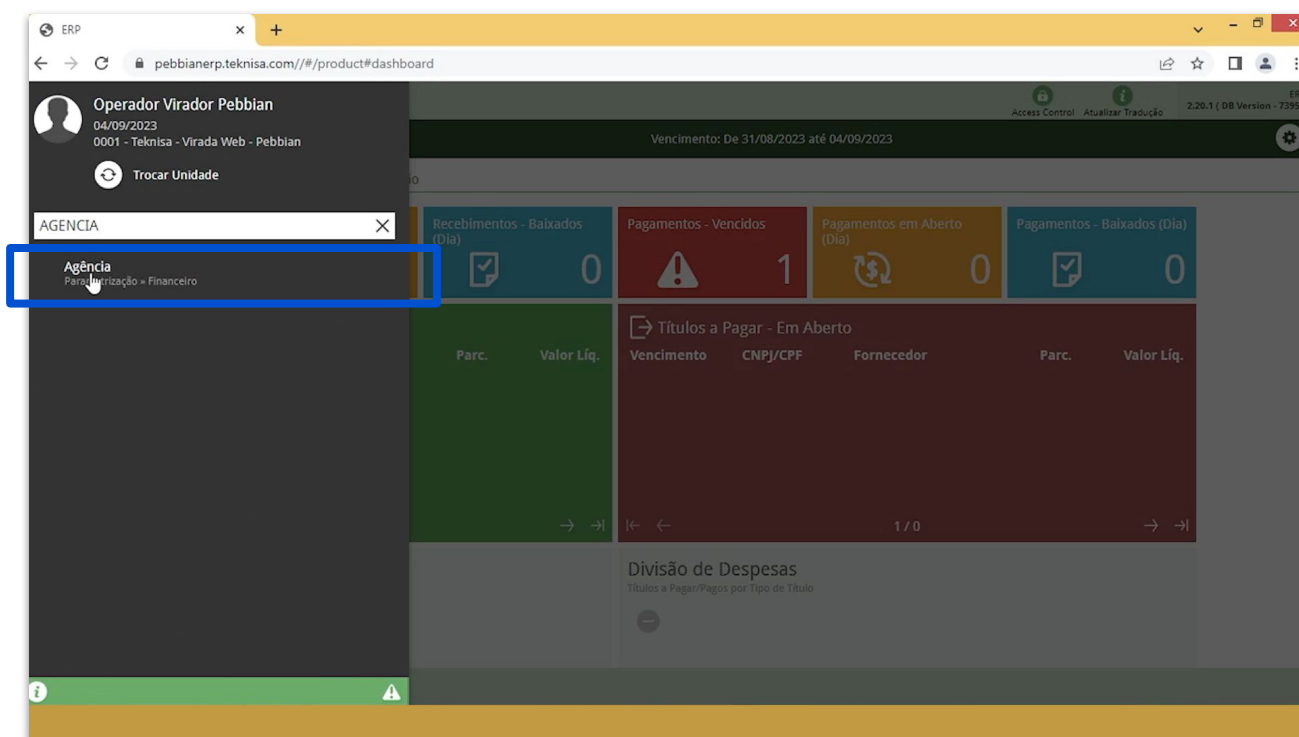 ERP
pebbianerp.teknisa.com//#/product#dashboard
Operador Virador Pebbian
04/09/2023
0001 - Teknisa - Virada Web - Pebbian
Trocar Unidade
Access Control
Atualizar Tradução
2.20.1 ( DB Version - 7395
Vencimento: De 31/08/2023 até 04/09/2023
AGENCIA
Agência
Financeiro
Recebimentos - Baixados (Dia)
0
Pagamentos - Vencidos
1
Pagamentos em Aberto (Dia)
0
Pagamentos - Baixados (Dia)
0
Parc. Valor Líq.
Títulos a Pagar - Em Aberto
Vencimento CNPJ/CPF Fornecedor Parc. Valor Líq.
1 / 0
Divisão de Despesas
Títulos a Pagar/Pagos por Tipo de Título